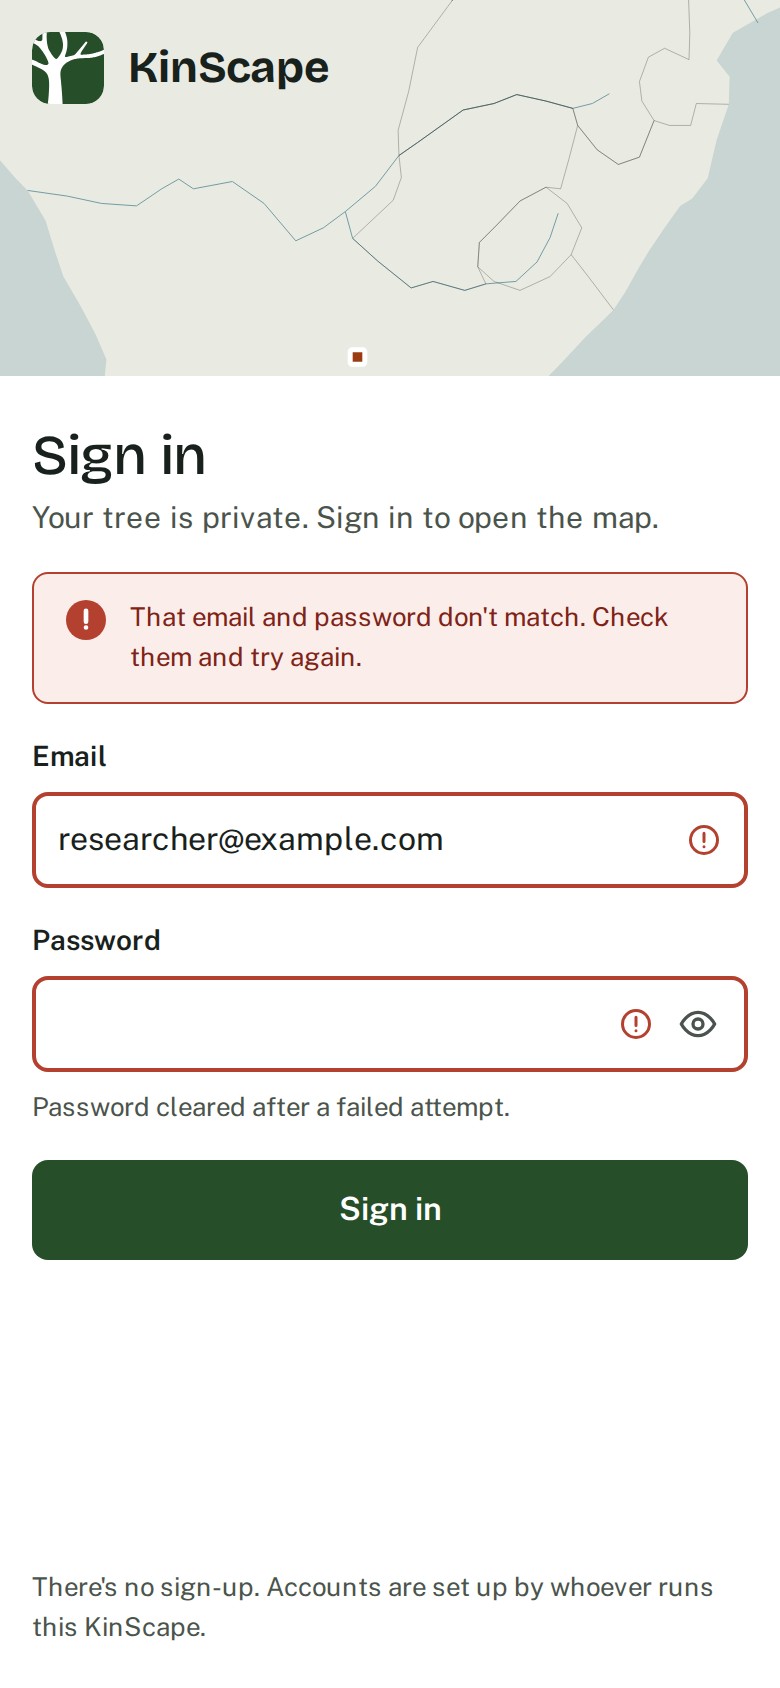 KinScape
Sign in
Your tree is private. Sign in to open the map.
That email and password don't match. Check
them and try again.
Email
researcher@example.com
Password
Password cleared after a failed attempt.
Sign in
There's no sign-up. Accounts are set up by whoever runs
this KinScape.